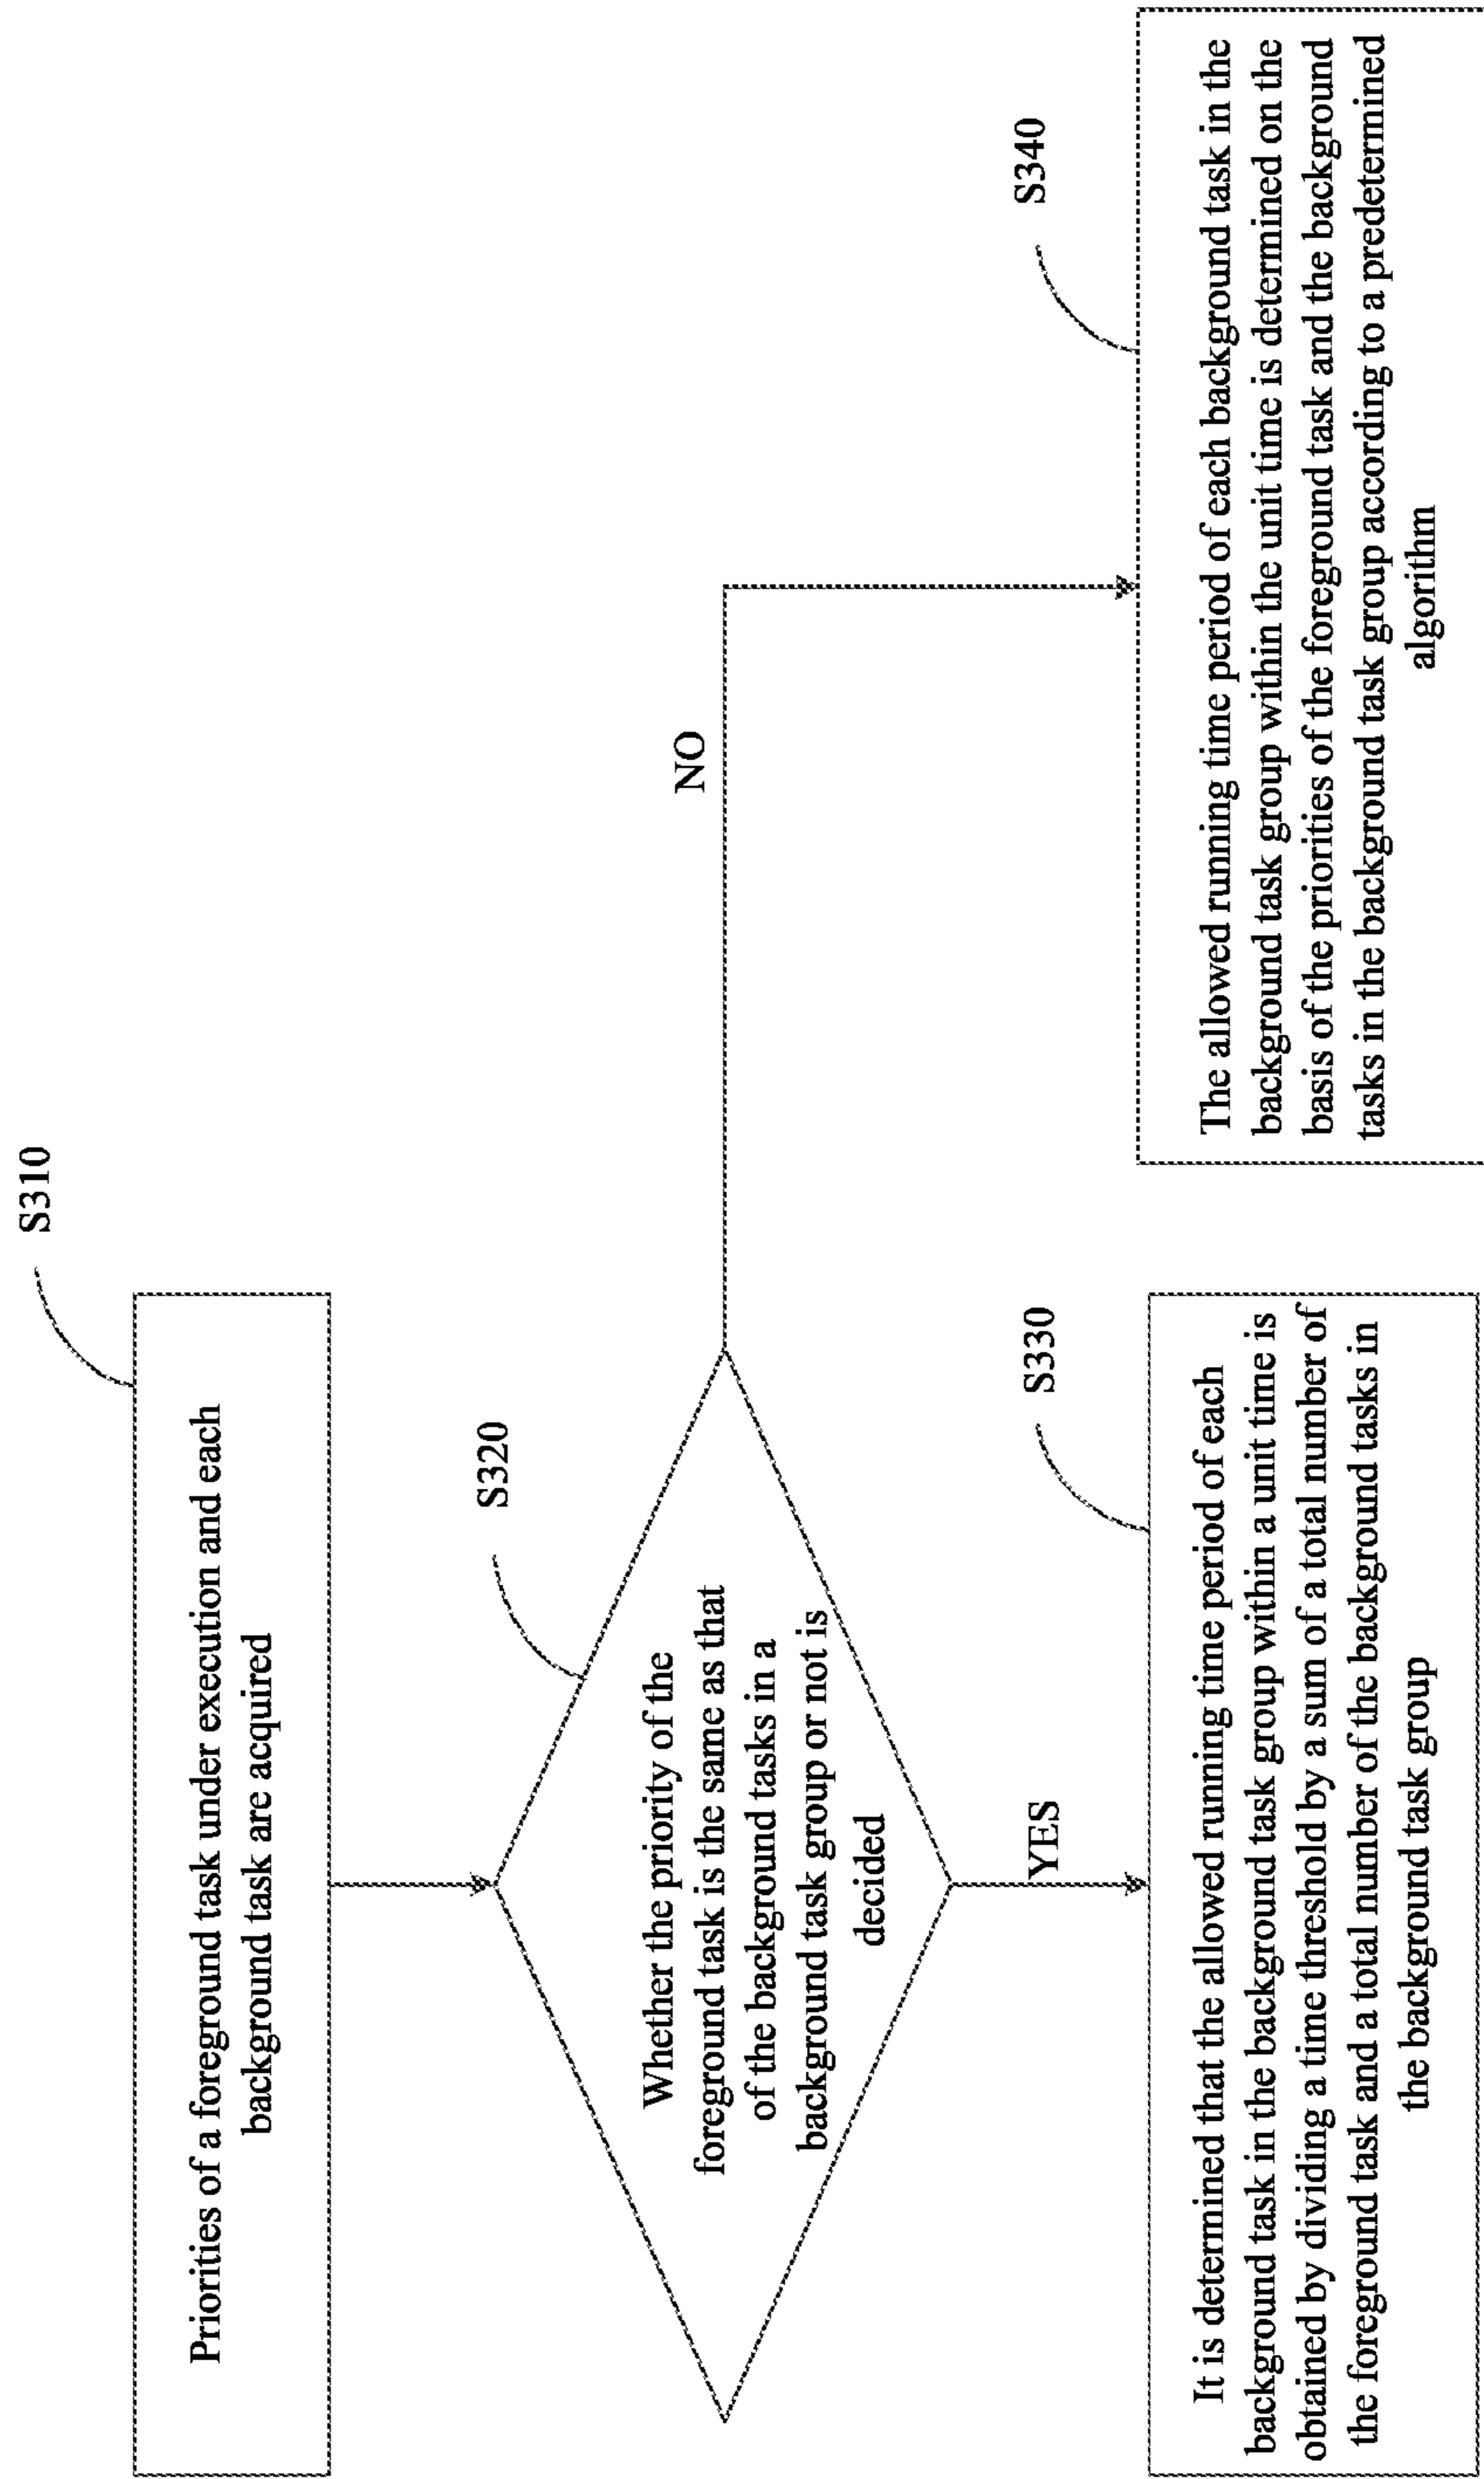 S310
Priorities of a foreground task under execution and each
background task are acquired
S320
Whether the priority of the
foreground task is the same as that
of the background tasks in a
background task group or not is
decided
NO
YES
S330
It is determined that the allowed running time period of each
background task in the background task group within a unit time is
obtained by dividing a time threshold by a sum of a total number of
the foreground task and a total number of the background tasks in
the background task group
S340
The allowed running time period of each background task in the
background task group within the unit time is determined on the
basis of the priorities of the foreground task and the background
tasks in the background task group according to a predetermined
algorithm